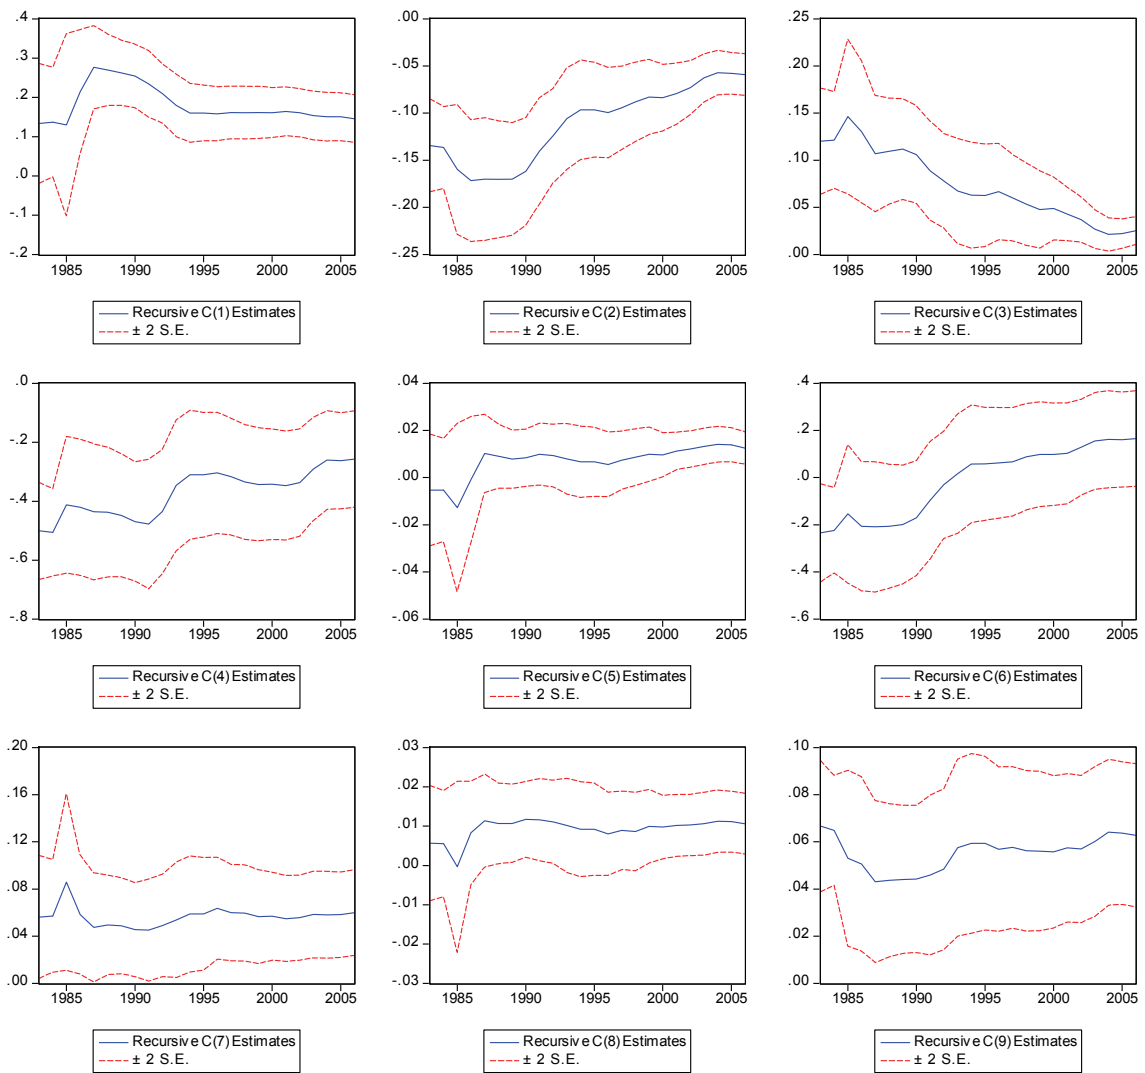 .4
.3
.2
.1
.0
-.1
-.2
1985 1990 1995 2000 2005
Recursive C(1) Estimates
± 2 S.E.
.00
-.05
-.10
-.15
-.20
-.25
1985 1990 1995 2000 2005
Recursive C(2) Estimates
± 2 S.E.
.25
.20
.15
.10
.05
.00
1985 1990 1995 2000 2005
Recursive C(3) Estimates
± 2 S.E.
.0
-.2
-.4
-.6
-.8
1985 1990 1995 2000 2005
Recursive C(4) Estimates
± 2 S.E.
.04
.02
.00
-.02
-.04
-.06
1985 1990 1995 2000 2005
Recursive C(5) Estimates
± 2 S.E.
.4
.2
.0
-.2
-.4
-.6
1985 1990 1995 2000 2005
Recursive C(6) Estimates
± 2 S.E.
.20
.16
.12
.08
.04
.00
1985 1990 1995 2000 2005
Recursive C(7) Estimates
± 2 S.E.
.03
.02
.01
.00
-.01
-.02
-.03
1985 1990 1995 2000 2005
Recursive C(8) Estimates
± 2 S.E.
.10
.08
.06
.04
.02
.00
1985 1990 1995 2000 2005
Recursive C(9) Estimates
± 2 S.E.